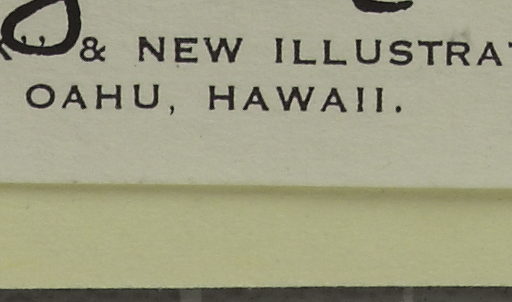 & NEW ILLUSTRA
OAHU, HAWAII.